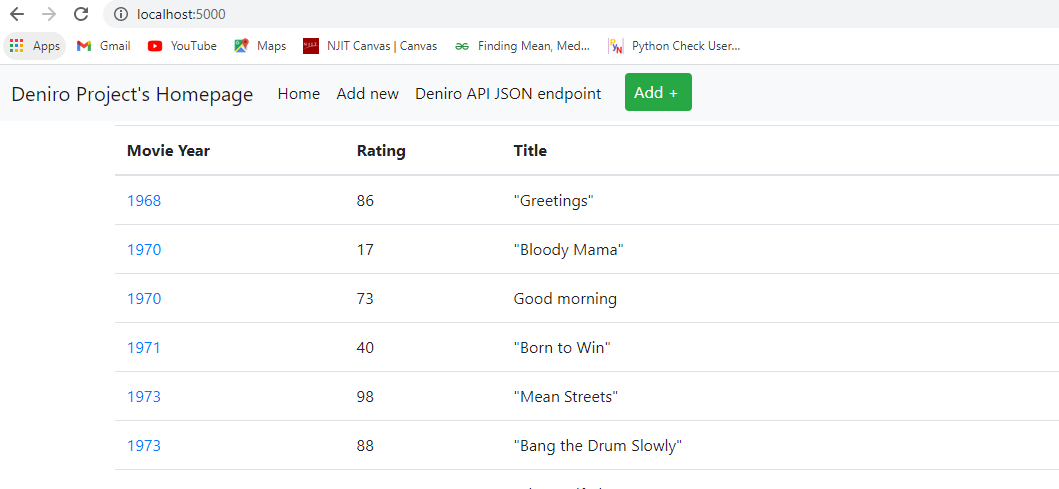 localhost:5000
Apps Gmail YouTube Maps NJIT Canvas | Canvas Finding Mean, Med... Python Check User...
Deniro Project's Homepage Home Add new Deniro API JSON endpoint Add +
Movie Year Rating Title
1968 86 "Greetings"
1970 17 "Bloody Mama"
1970 73 Good morning
1971 40 "Born to Win"
1973 98 "Mean Streets"
1973 88 "Bang the Drum Slowly"